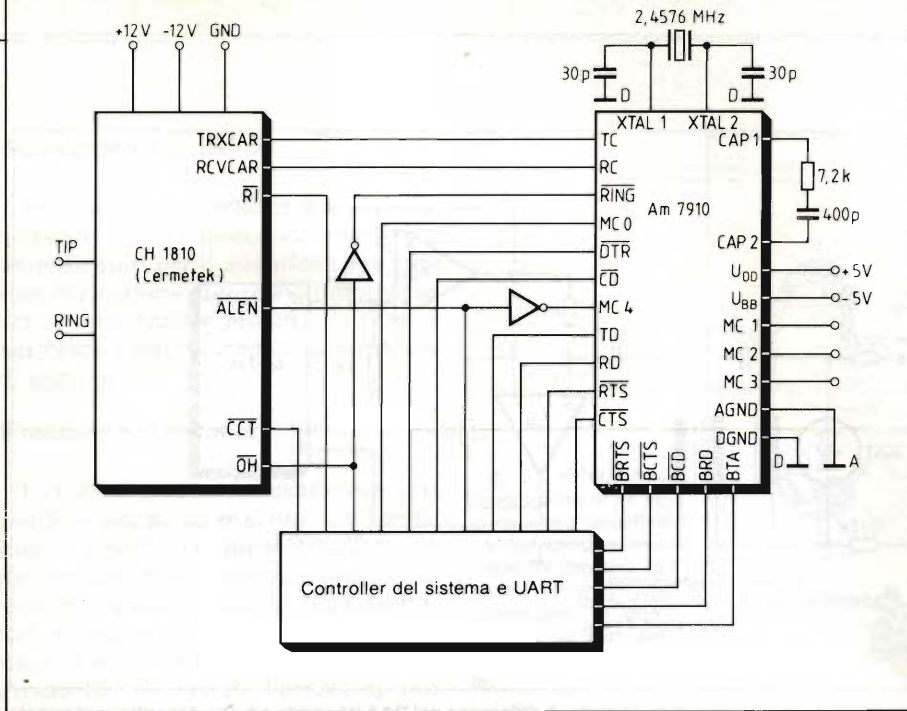 +12V -12V GND
2,4576 MHz
30p
30p
D
D
XTAL 1 XTAL 2
TRXCAR
RCVCAR
RI
CH 1810
(Cermetek)
ALEN
CCT
OH
TIP
RING
TC
RC
RING
MC 0
DTR
CD
MC 4
TD
RD
RTS
CTS
Am 7910
CAP 1
7,2k
400p
CAP 2
UDD +5V
UBB -5V
MC 1
MC 2
MC 3
AGND
DGND
D A
BRTS
BCTS
BCD
BRD
BTA
Controller del sistema e UART